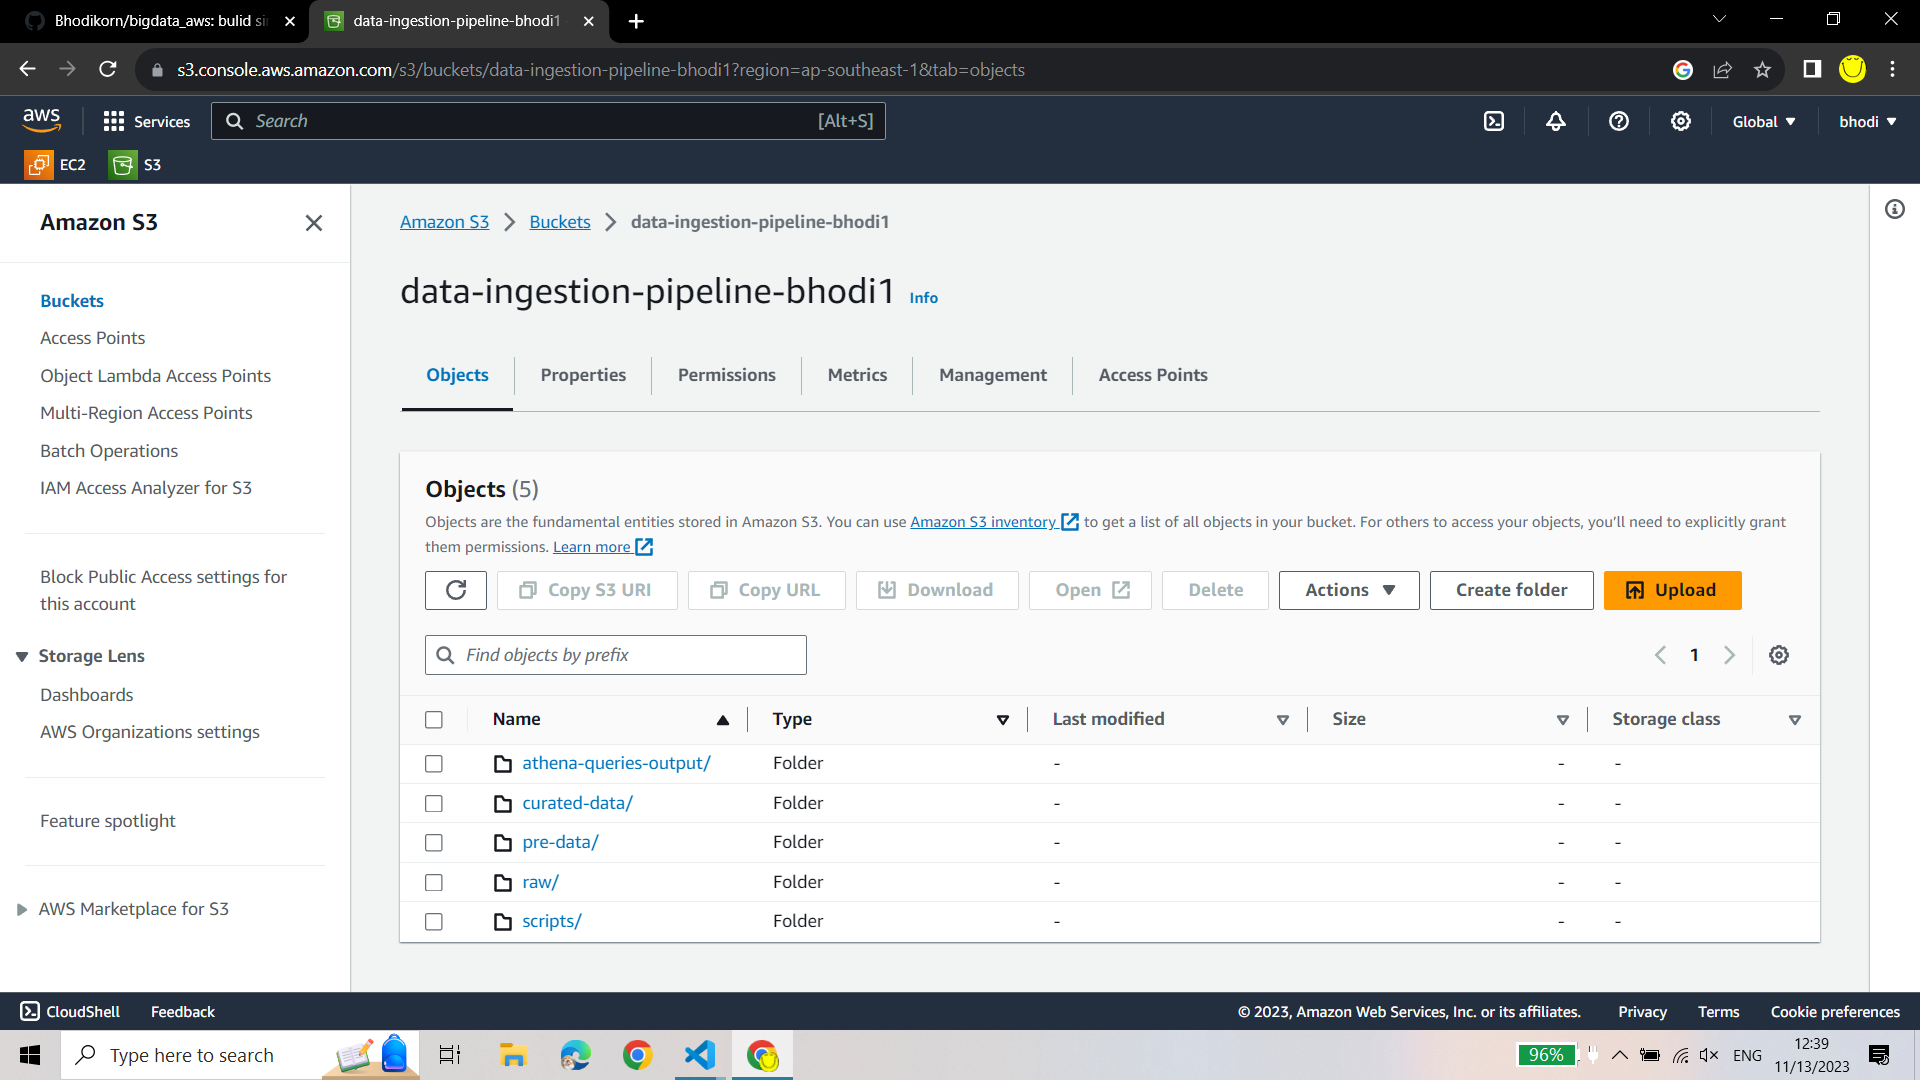 Bhodikorn/bigdata_aws: bulid si
data-ingestion-pipeline-bhodi1
s3.console.aws.amazon.com/s3/buckets/data-ingestion-pipeline-bhodi1?region=ap-southeast-1&tab=objects
aws
Services
Search
[Alt+S]
Global
bhodi
EC2
S3
Amazon S3
Buckets
Access Points
Object Lambda Access Points
Multi-Region Access Points
Batch Operations
IAM Access Analyzer for S3
Block Public Access settings for
this account
Storage Lens
Dashboards
AWS Organizations settings
Feature spotlight
AWS Marketplace for S3
Amazon S3 > Buckets > data-ingestion-pipeline-bhodi1
data-ingestion-pipeline-bhodi1 Info
Objects Properties Permissions Metrics Management Access Points
Objects (5)
Objects are the fundamental entities stored in Amazon S3. You can use Amazon S3 inventory to get a list of all objects in your bucket. For others to access your objects, you'll need to explicitly grant
them permissions. Learn more
Copy S3 URI Copy URL Download Open Delete Actions Create folder Upload
Find objects by prefix
1
Name Type Last modified Size Storage class
athena-queries-output/ Folder - - -
curated-data/ Folder - - -
pre-data/ Folder - - -
raw/ Folder - - -
scripts/ Folder - - -
CloudShell Feedback
© 2023, Amazon Web Services, Inc. or its affiliates. Privacy Terms Cookie preferences
Type here to search
96%
ENG
12:39
11/13/2023